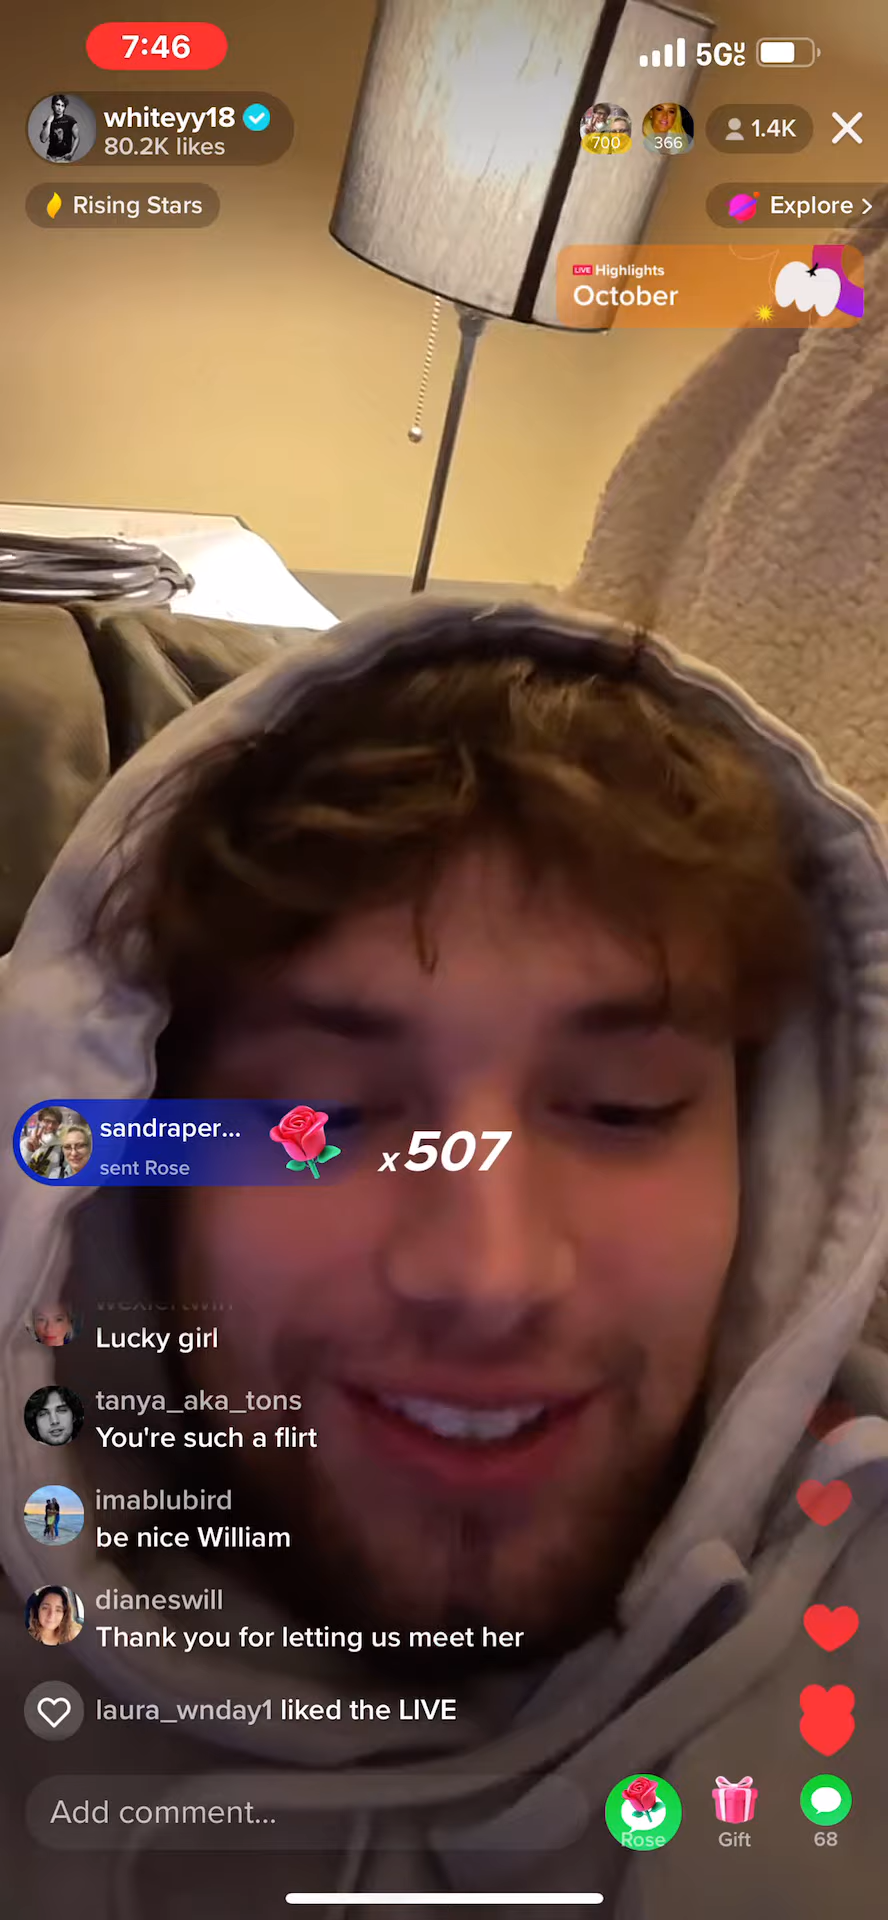 7:46
5G UC
whiteyy18
80.2K likes
700
366
1.4K
Rising Stars
Explore >
LIVE Highlights
October
sandraper...
sent Rose
x507
Lucky girl
tanya_aka_tons
You're such a flirt
imablubird
be nice William
dianeswill
Thank you for letting us meet her
laura_wnday1 liked the LIVE
Add comment...
Rose
Gift
68